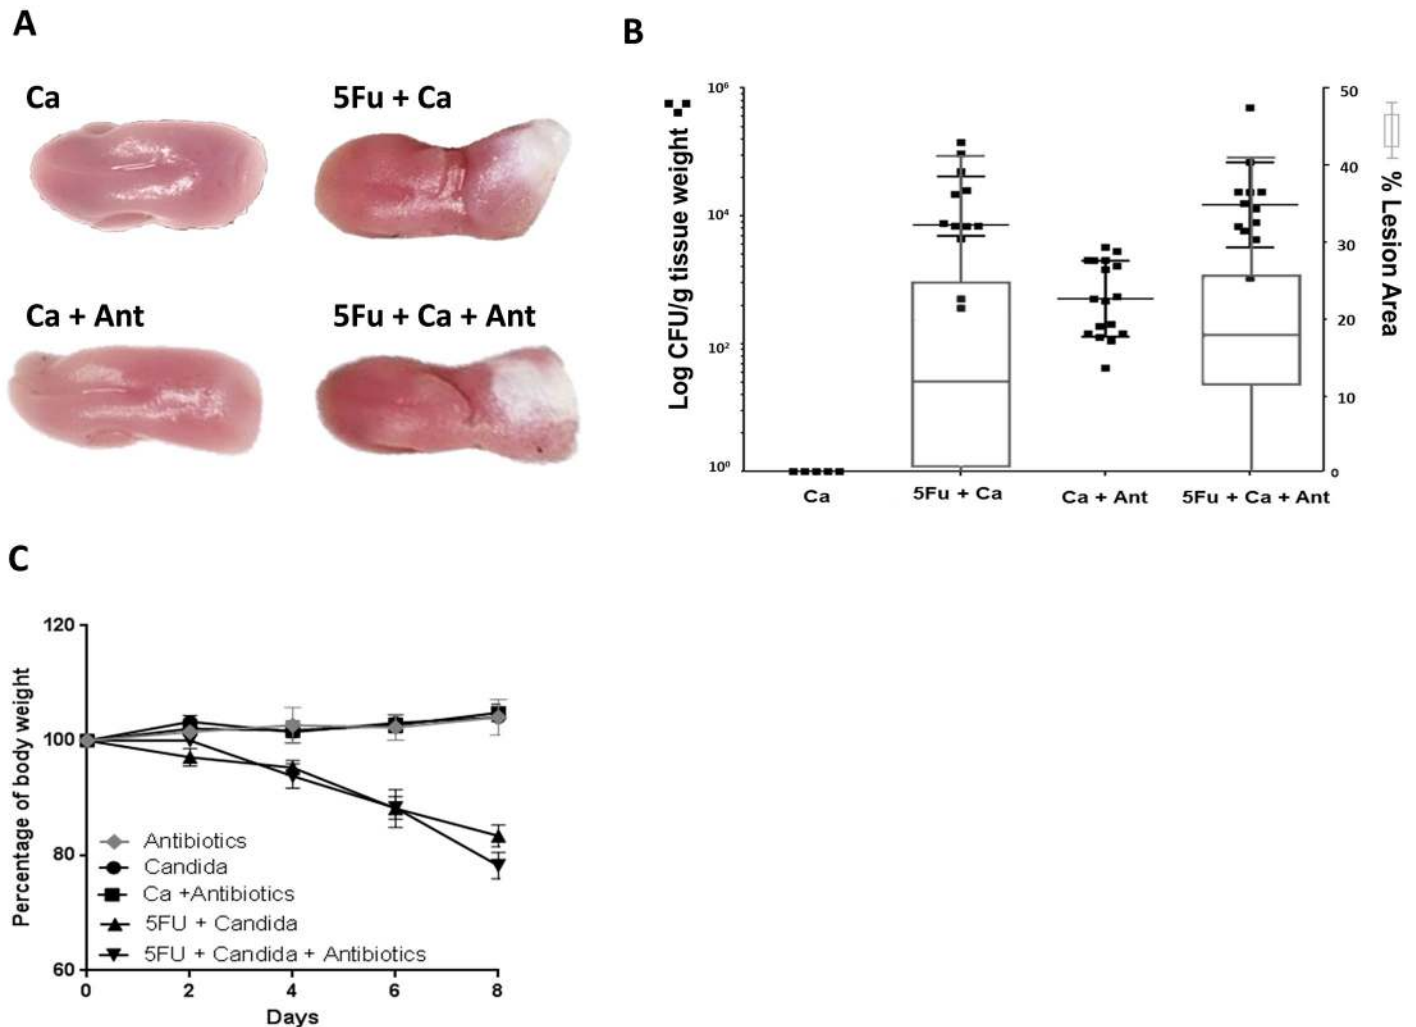 A
Ca
5Fu + Ca
Ca + Ant
5Fu + Ca + Ant
B
Log CFU/g tissue weight
10⁶
10⁴
10²
10⁰
50
40
30
20
10
0
% Lesion Area
Ca
5Fu + Ca
Ca + Ant
5Fu + Ca + Ant
C
Percentage of body weight
120
100
80
60
Antibiotics
Candida
Ca +Antibiotics
5FU + Candida
5FU + Candida + Antibiotics
0
2
4
6
8
Days